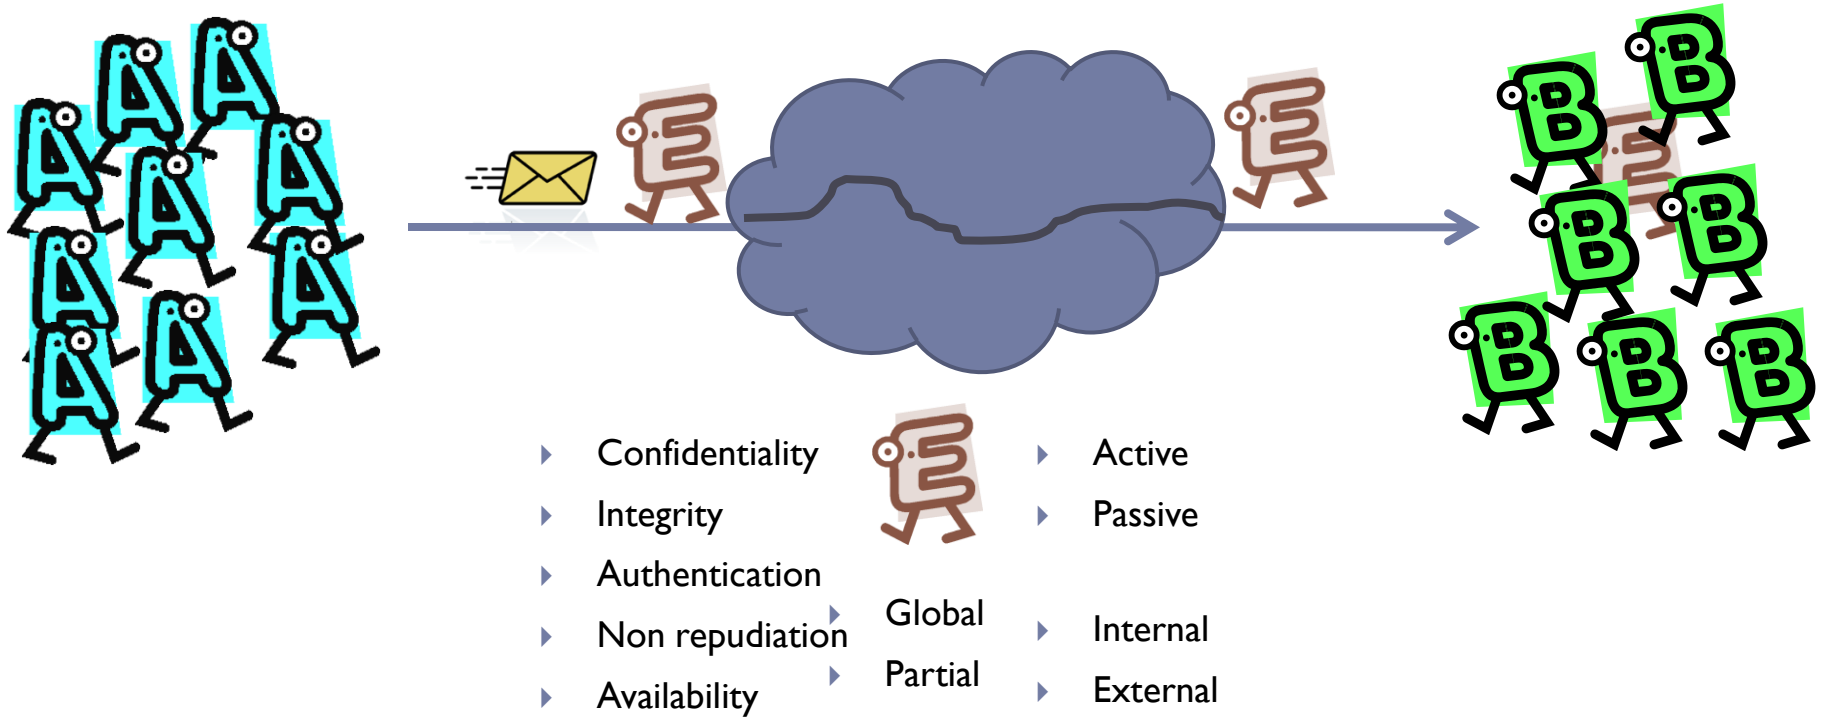 A
A
A
A
A
A
A
A
A
E
E
E
E
B
B
B
B
B
B
B
Confidentiality
Integrity
Authentication
Non repudiation
Availability
Global
Partial
Active
Passive
Internal
External